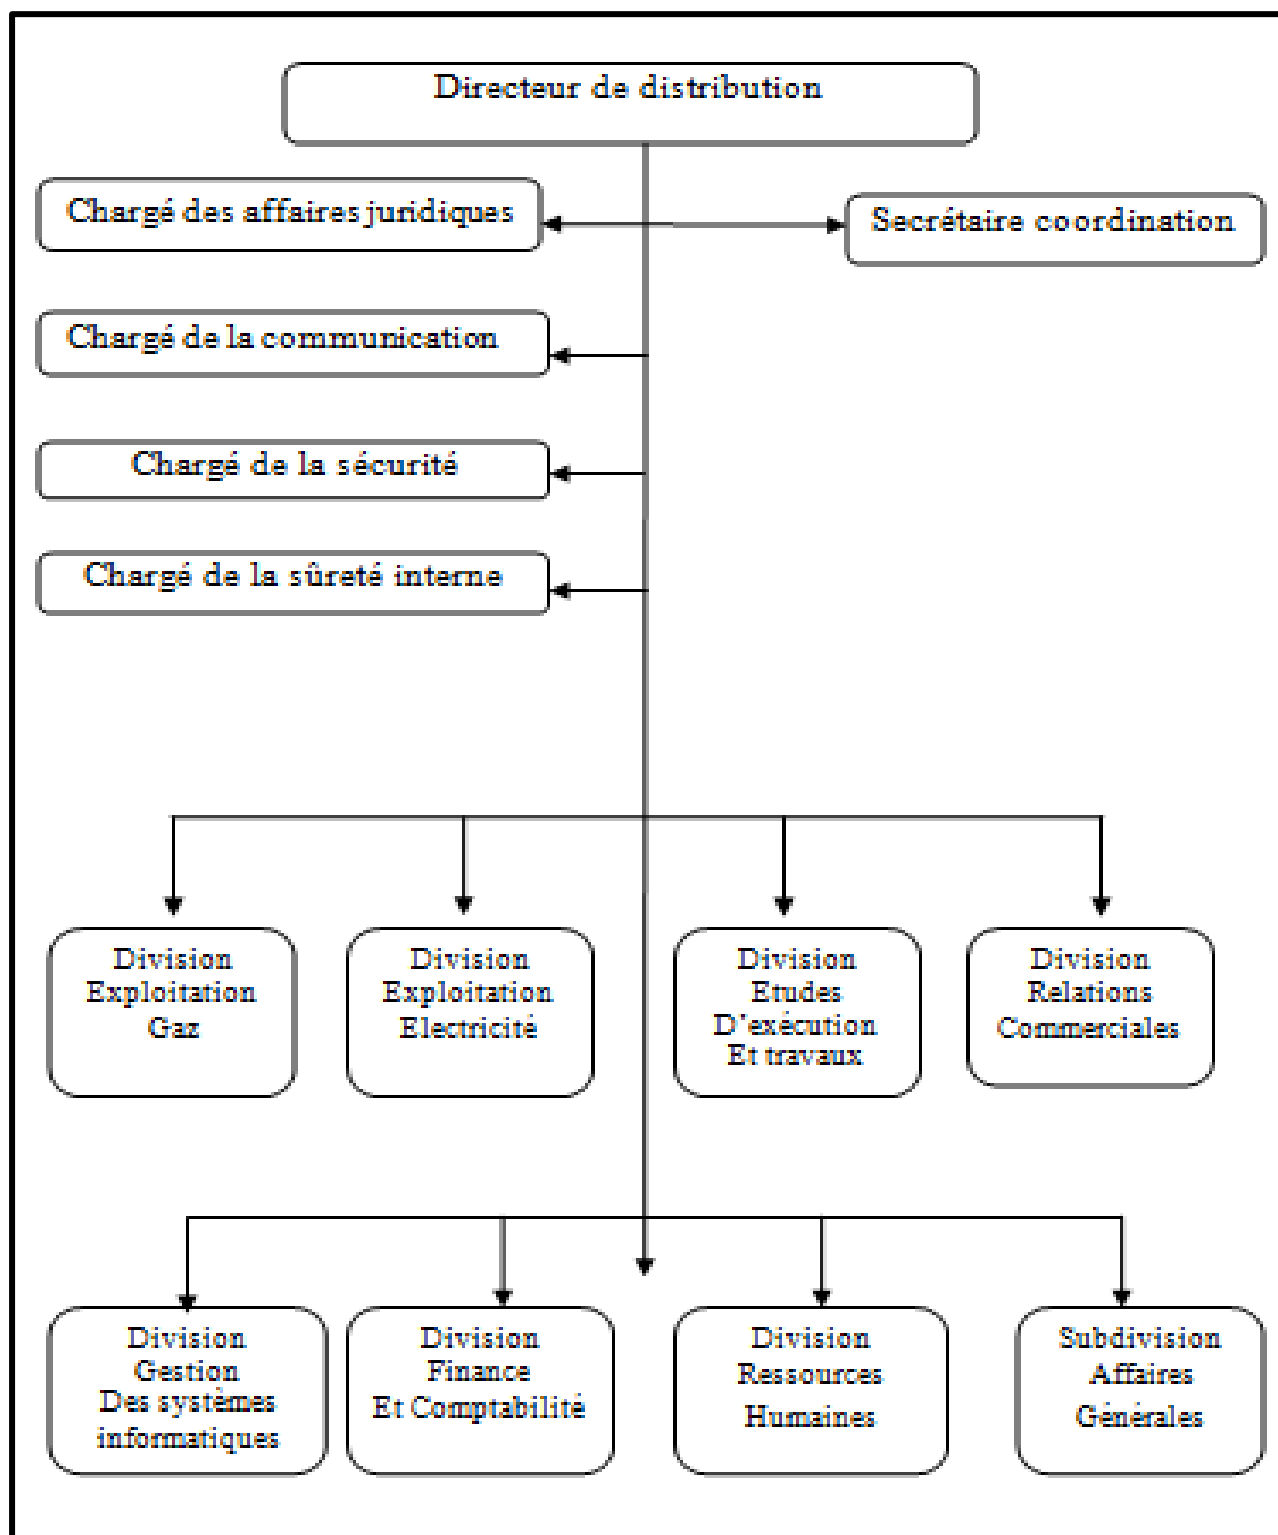 Directeur de distribution
Chargé des affaires juridiques
Secrétaire coordination
Chargé de la communication
Chargé de la sécurité
Chargé de la sûreté interne
Division
Exploitation
Gaz
Division
Exploitation
Electricité
Division
Etudes
D'exécution
Et travaux
Division
Relations
Commerciales
Division
Gestion
Des systèmes
informatiques
Division
Finance
Et Comptabilité
Division
Ressources
Humaines
Subdivision
Affaires
Générales